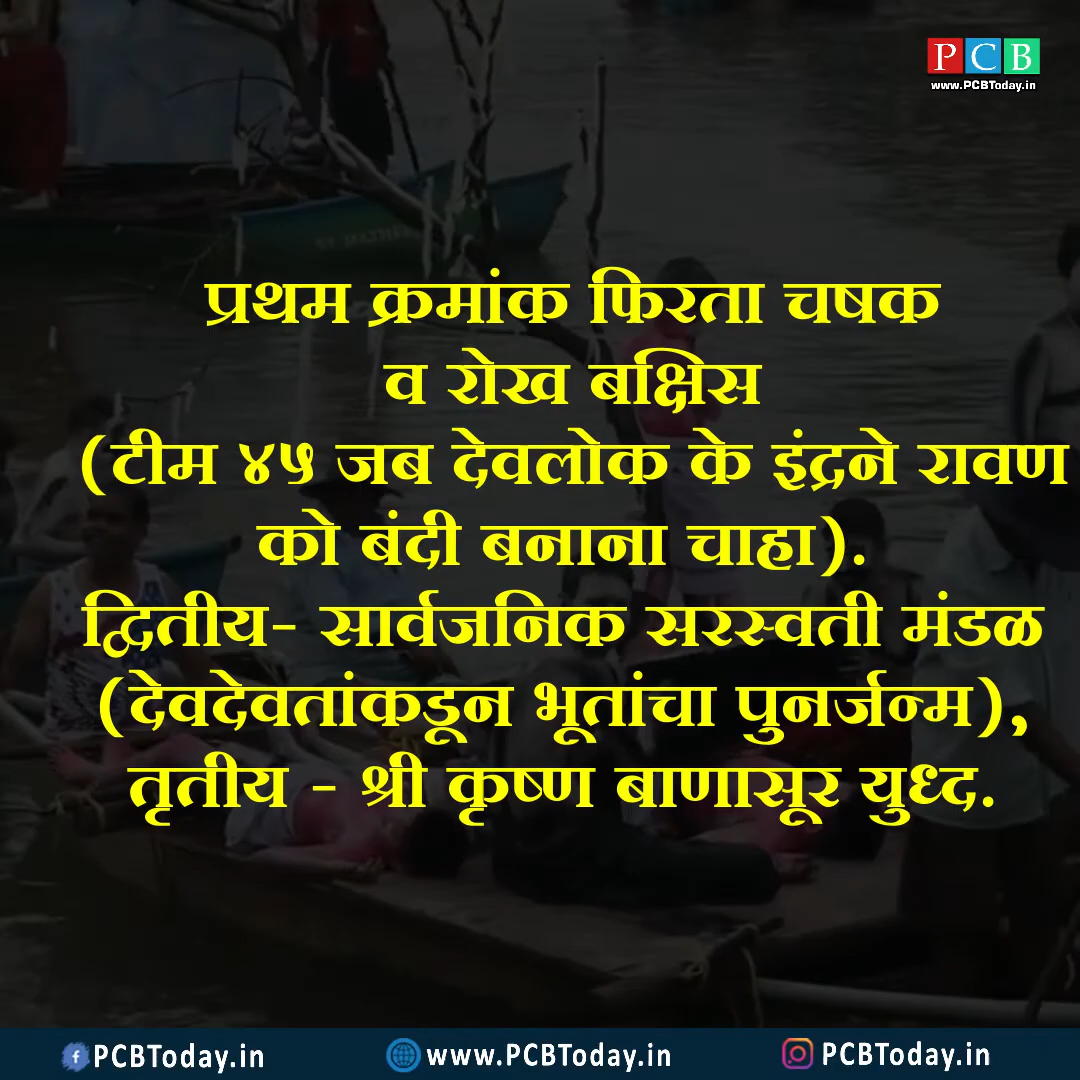 P C B
www.PCBToday.in
प्रथम क्रमांक फिरता चषक
व रोख बक्षिस
(टीम ४५ जब देवलोक के इंद्रने रावण
को बंदी बनाना चाहा).
द्वितीय- सार्वजनिक सरस्वती मंडळ
(देवदेवतांकडून भूतांचा पुनर्जन्म),
तृतीय - श्री कृष्ण बाणासूर युध्द.
PCBToday.in www.PCBToday.in PCBToday.in